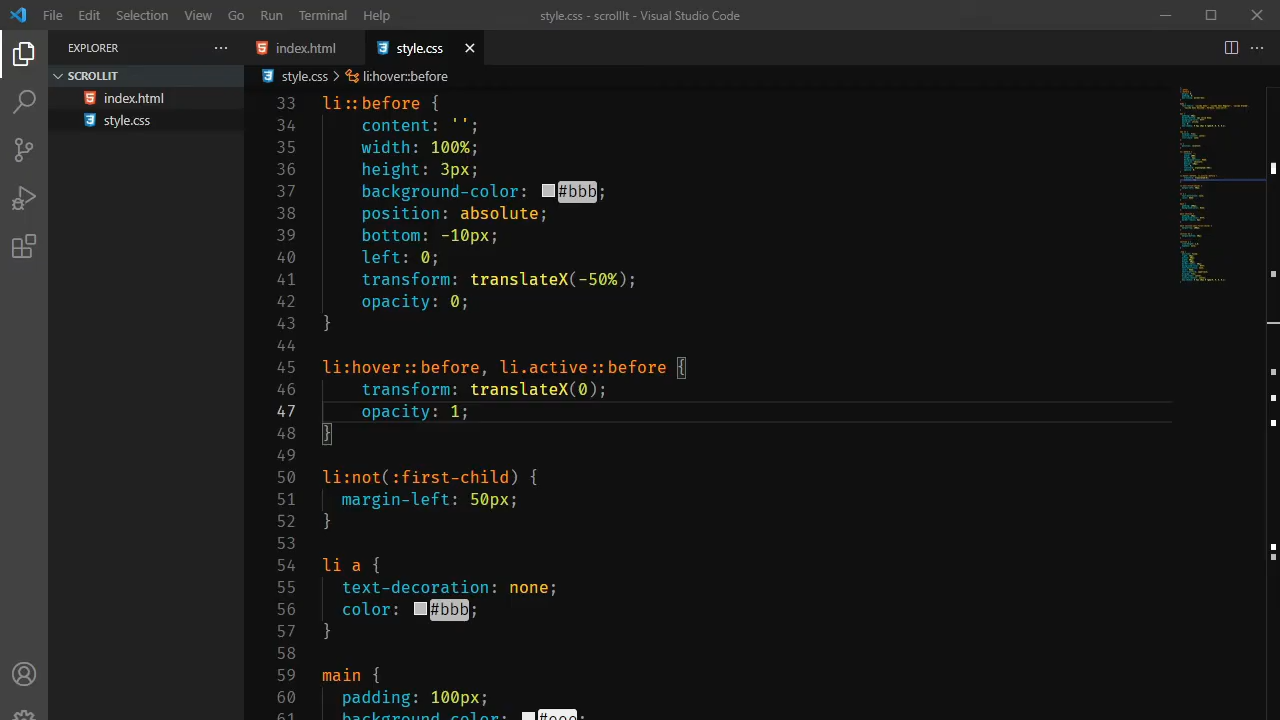 File Edit Selection View Go Run Terminal Help style.css - scrollIt - Visual Studio Code
EXPLORER ... index.html style.css
SCROLLIT style.css > li:hover::before
index.html
style.css
33 li::before {
34 content: '';
35 width: 100%;
36 height: 3px;
37 background-color: #bbb;
38 position: absolute;
39 bottom: -10px;
40 left: 0;
41 transform: translateX(-50%);
42 opacity: 0;
43 }
44
45 li:hover::before, li.active::before {
46 transform: translateX(0);
47 opacity: 1;
48 }
49
50 li:not(:first-child) {
51 margin-left: 50px;
52 }
53
54 li a {
55 text-decoration: none;
56 color: #bbb;
57 }
58
59 main {
60 padding: 100px;
61 background-color: #eee;